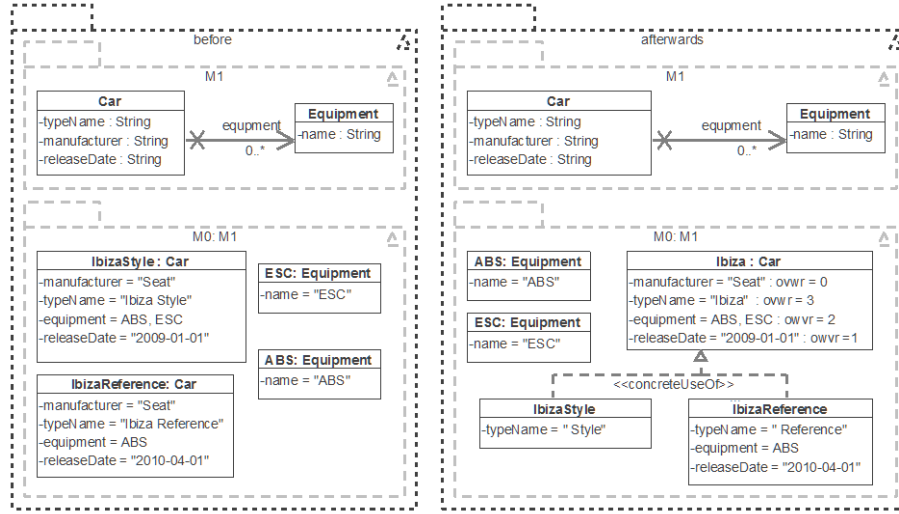 before
M1
Car
-typeName : String
-manufacturer : String
-releaseDate : String
equpment
0..*
Equipment
-name : String
M0: M1
IbizaStyle : Car
-manufacturer = "Seat"
-typeName = "Ibiza Style"
-equipment = ABS, ESC
-releaseDate = "2009-01-01"
ESC: Equipment
-name = "ESC"
ABS: Equipment
-name = "ABS"
IbizaReference: Car
-manufacturer = "Seat"
-typeName = "Ibiza Reference"
-equipment = ABS
-releaseDate = "2010-04-01"
afterwards
M1
Car
-typeName : String
-manufacturer : String
-releaseDate : String
equpment
0..*
Equipment
-name : String
M0: M1
ABS: Equipment
-name = "ABS"
ESC: Equipment
-name = "ESC"
Ibiza : Car
-manufacturer = "Seat" : ovwr = 0
-typeName = "Ibiza" : ovwr = 3
-equipment = ABS, ESC : owvr = 2
-releaseDate = "2009-01-01" : owvr =1
<<concreteUseOf>>
IbizaStyle
-typeName = " Style"
IbizaReference
-typeName = " Reference"
-equipment = ABS
-releaseDate = "2010-04-01"